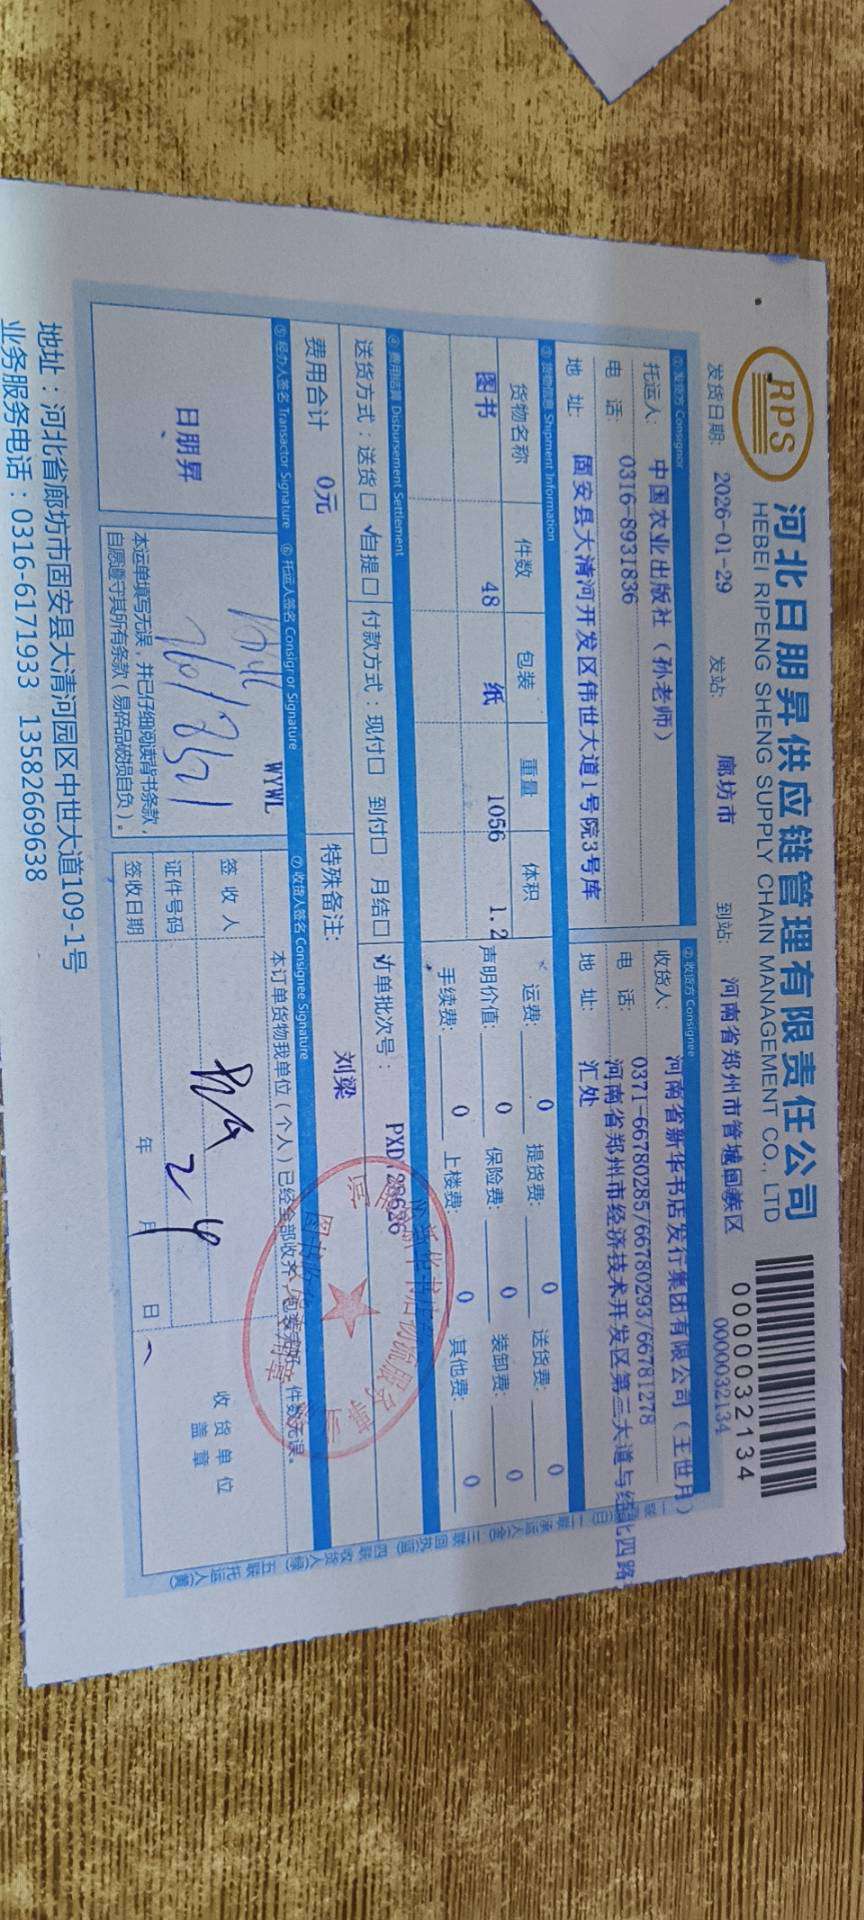 RPS
河北日朋昇供应链管理有限责任公司
HEBEI RIPENG SHENG SUPPLY CHAIN MANAGEMENT CO., LTD
0000032134
发货日期: 2026-01-29 发站: 廊坊市 到站: 河南省郑州市管城回族区 0000032134
① 发货方 Consignor
托运人: 中国农业出版社（孙老师）
电 话: 0316-8931836
地 址: 固安县大清河开发区伟世大道1号院3号库
② 收货方 Consignee
收货人: 河南省新华书店发行集团有限公司（王世月）
电 话: 0371-66780285/66780293/66781278
地 址: 河南省郑州市经济技术开发区第三大道与经北四路
汇处
③ 货物信息 Shipment Information
货物名称 件数 包装 重量 体积
图书 48 纸 1056 1.2
运费: 0 提货费: 0 送货费: 0
声明价值: 0 保险费: 0 装卸费: 0
手续费: 0 上楼费: 0 其他费: 0
④ 费用结算 Disbursement Settlement
送货方式：送货□ √自提□ 付款方式：现付□ 到付□ 月结□ 订单批次号： PXD123626
费用合计 0元 特殊备注: 刘梁
⑤ 经办人签名 Transactor Signature
日朋昇
⑥ 托运人签名 Consignor Signature
WYWL
本运单填写无误，并已仔细阅读背书条款，
自愿遵守其所有条款（易碎品破损自负）。
⑦ 收货人签名 Consignee Signature
本订单货物我单位（个人）已经全部收齐，包装完好，件数无误。
签 收 人
证件号码
签收日期 年 月 日
收货单位
盖 章
地址：河北省廊坊市固安县大清河园区中世大道109-1号
业务服务电话：0316-6171933 13582669638